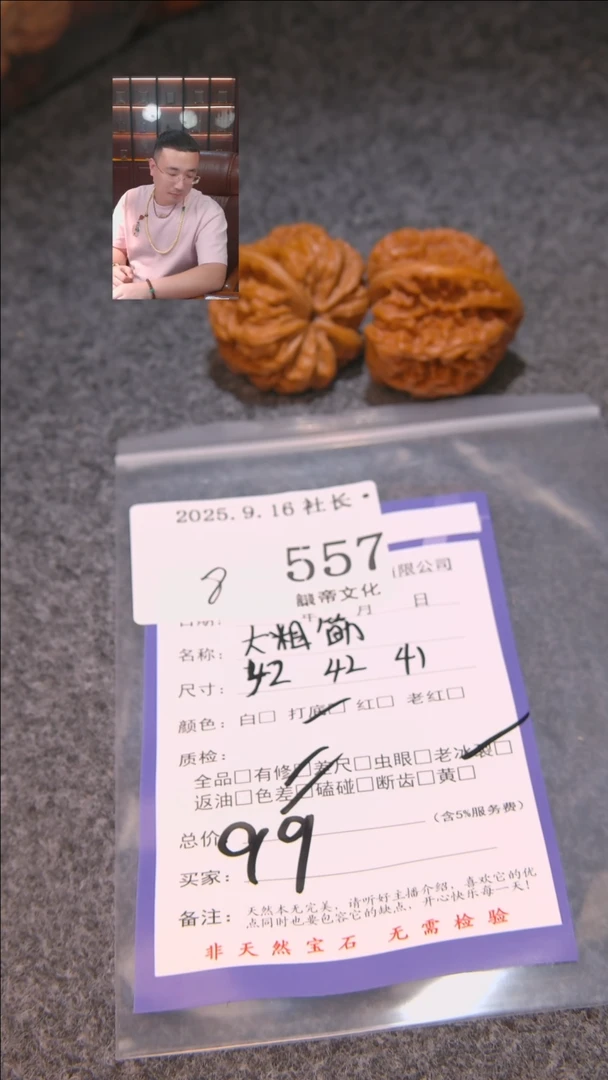 2025.9.16 社长
8
557
限公司
银帝文化
日期: 年 月 日
名称: 大粗筋
尺寸: 42 42 41
颜色: 白□ 打底□ 红□ 老红□
质检:
全品□有修□差尺□虫眼□老冰裂□
返油□色差□磕碰□断齿□黄□
总价 99 (含5%服务费)
买家:
备注: 天然本无完美，请听好主播介绍，喜欢它的优
点同时也要包容它的缺点，开心快乐每一天！
非天然宝石 无需检验